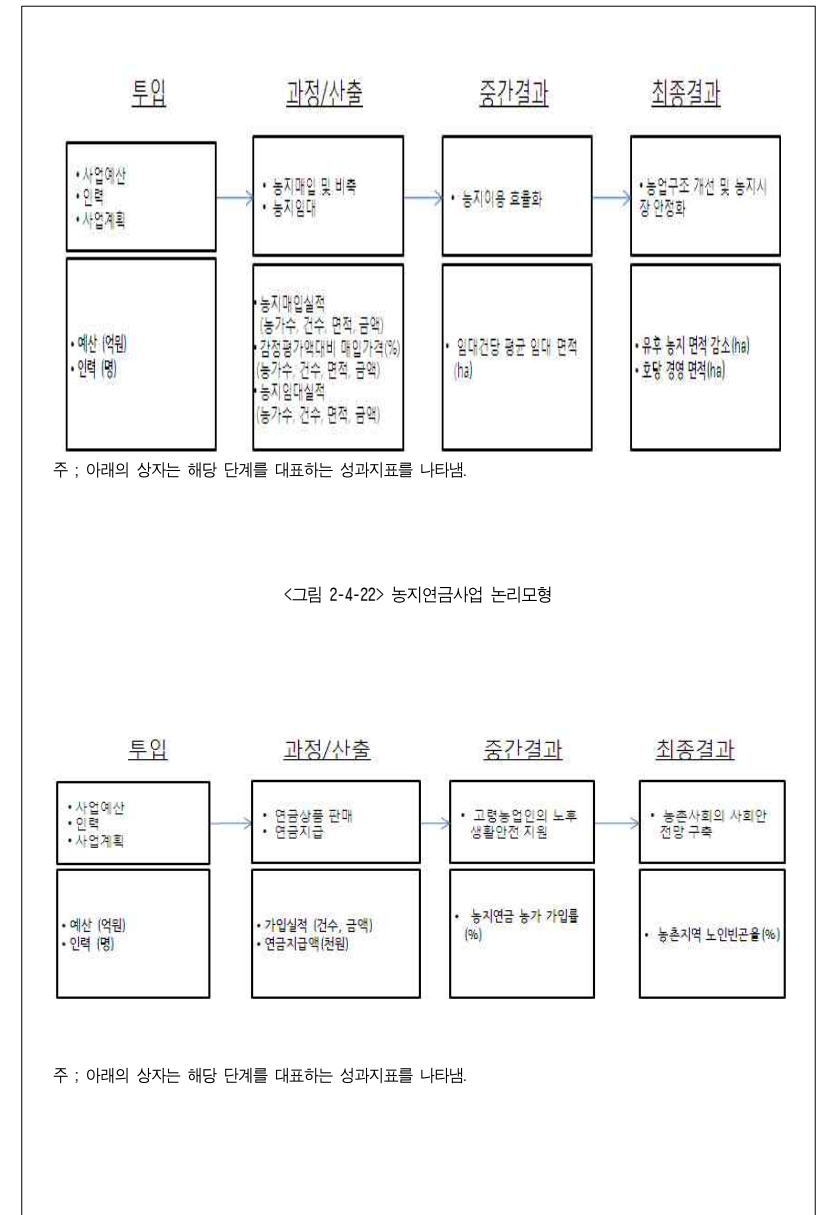 투입
과정/산출
중간결과
최종결과
•사업예산
•인력
•사업계획
• 농지매입 및 비축
• 농지임대
• 농지이용 효율화
•농업구조 개선 및 농지시
장 안정화
• 예산 (억원)
• 인력 (명)
• 농지매입실적
(농가수, 건수, 면적, 금액)
• 감정평가액대비 매입가격(%)
(농가수, 건수, 면적, 금액)
• 농지임대실적
(농가수, 건수, 면적, 금액)
• 임대건당 평균 임대 면적
(ha)
• 유휴 농지 면적 감소(ha)
• 호당 경영 면적(ha)
주 ; 아래의 상자는 해당 단계를 대표하는 성과지표를 나타냄.
<그림 2-4-22> 농지연금사업 논리모형
투입
과정/산출
중간결과
최종결과
• 사업예산
• 인력
• 사업계획
• 연금상품 판매
• 연금지급
• 고령농업인의 노후
생활안전 지원
• 농촌사회의 사회안
전망 구축
• 예산 (억원)
• 인력 (명)
• 가입실적 (건수, 금액)
• 연금지급액(천원)
• 농지연금 농가 가입률
(%)
• 농촌지역 노인빈곤율(%)
주 ; 아래의 상자는 해당 단계를 대표하는 성과지표를 나타냄.